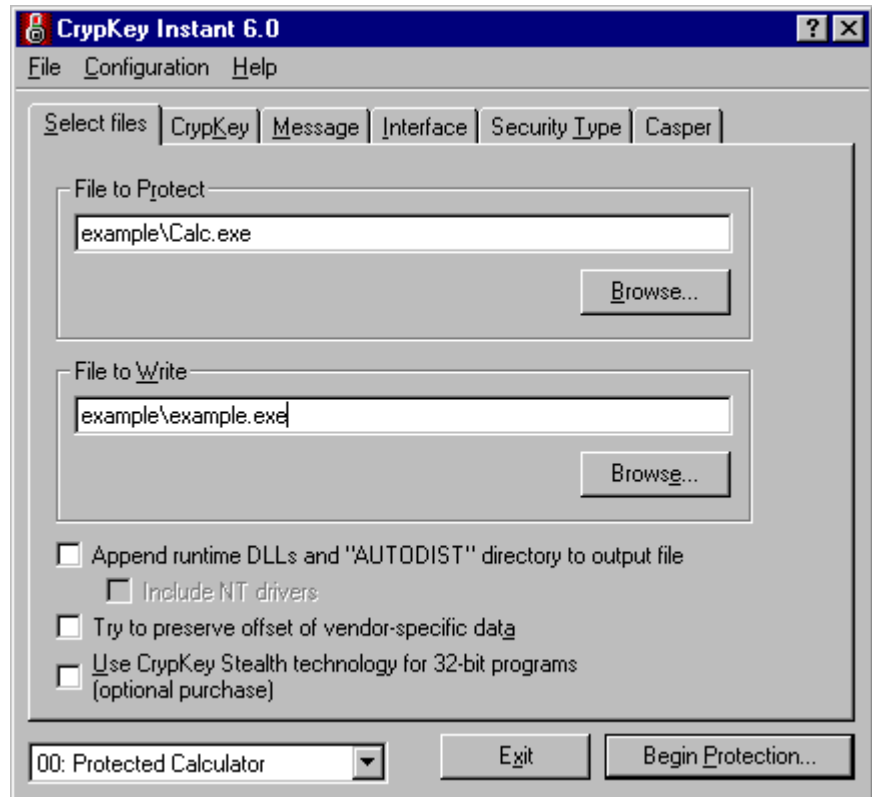 CrypKey Instant 6.0
File Configuration Help
Select files CrypKey Message Interface Security Type Casper
File to Protect
example\Calc.exe
Browse...
File to Write
example\example.exe
Browse...
Append runtime DLLs and "AUTODIST" directory to output file
Include NT drivers
Try to preserve offset of vendor-specific data
Use CrypKey Stealth technology for 32-bit programs
(optional purchase)
00: Protected Calculator Exit Begin Protection...